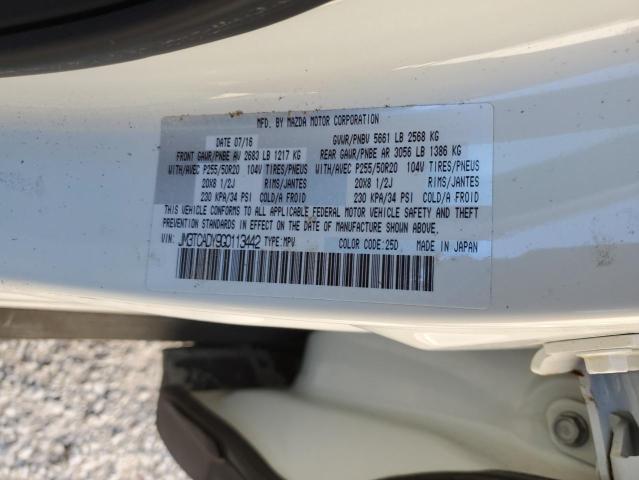 MFD. BY MAZDA MOTOR CORPORATION
DATE 07/16 GVWR/PNBV 5661 LB 2568 KG
FRONT GAWR/PNBE AV 2683 LB 1217 KG REAR GAWR/PNBE AR 3056 LB 1386 KG
WITH/AVEC P255/50R20 104V TIRES/PNEUS WITH/AVEC P255/50R20 104V TIRES/PNEUS
20X8 1/2J RIMS/JANTES 20X8 1/2J RIMS/JANTES
230 KPA/34 PSI COLD/A FROID 230 KPA/34 PSI COLD/A FROID
THIS VEHICLE CONFORMS TO ALL APPLICABLE FEDERAL MOTOR VEHICLE SAFETY AND THEFT
PREVENTION STANDARDS IN EFFECT ON THE DATE OF MANUFACTURE SHOWN ABOVE.
VIN: JM3TCADY9G0113442 TYPE:MPV COLOR CODE:25D MADE IN JAPAN